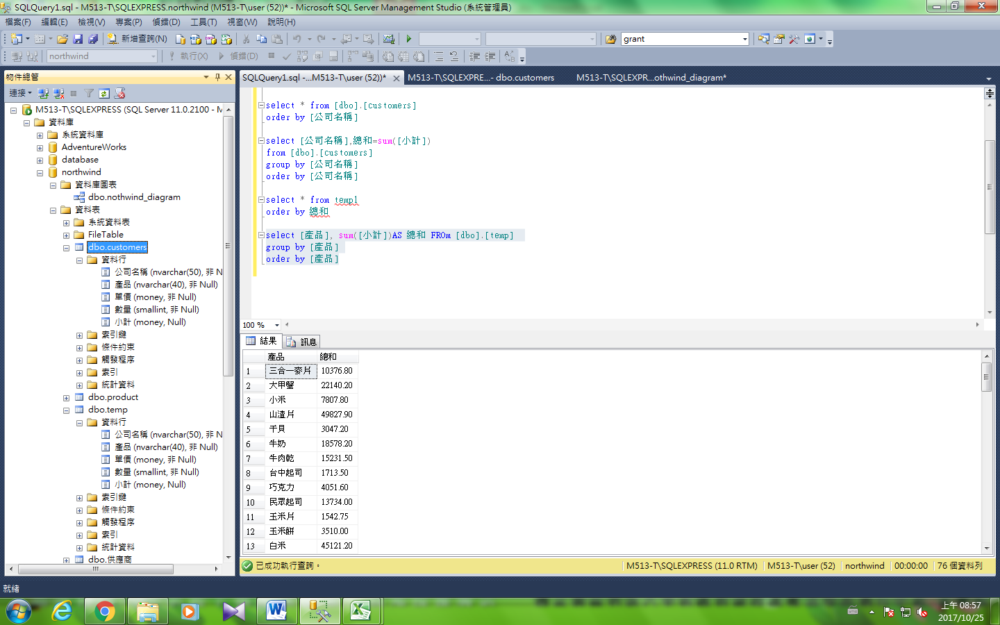 SQLQuery1.sql - M513-T\SQLEXPRESS.northwind (M513-T\user (52))* - Microsoft SQL Server Management Studio (系統管理員)
檔案(F) 編輯(E) 檢視(V) 專案(P) 偵錯(D) 工具(T) 視窗(W) 說明(H)
新增查詢(N) grant
northwind 執行(X) 偵錯(D)
物件總管
連接
M513-T\SQLEXPRESS (SQL Server 11.0.2100 - M
資料庫
系統資料庫
AdventureWorks
database
northwind
資料庫圖表
dbo.nothwind_diagram
資料表
系統資料表
FileTable
dbo.customers
資料行
公司名稱 (nvarchar(50), 非 N
產品 (nvarchar(40), 非 Null)
單價 (money, 非 Null)
數量 (smallint, 非 Null)
小計 (money, Null)
索引鍵
條件約束
觸發程序
索引
統計資料
dbo.product
dbo.temp
資料行
公司名稱 (nvarchar(50), 非 N
產品 (nvarchar(40), 非 Null)
單價 (money, 非 Null)
數量 (smallint, 非 Null)
小計 (money, Null)
索引鍵
條件約束
觸發程序
索引
統計資料
dbo.供應商
SQLQuery1.sql -...M513-T\user (52))* M513-T\SQLEXPRE...- dbo.customers M513-T\SQLEXPR...othwind_diagram*
select * from [dbo].[customers]
order by [公司名稱]
select [公司名稱],總和=sum([小計])
from [dbo].[customers]
group by [公司名稱]
order by [公司名稱]
select * from temp1
order by 總和
select [產品], sum([小計])AS 總和 FROm [dbo].[temp]
group by [產品]
order by [產品]
100 %
結果 訊息
產品 總和
1 三合一麥片 10376.80
2 大甲蟹 22140.20
3 小米 7807.80
4 山渣片 49827.90
5 干貝 3047.20
6 牛奶 18578.20
7 牛肉乾 15231.50
8 台中起司 1713.50
9 巧克力 4051.60
10 民眾起司 13734.00
11 玉米片 1542.75
12 玉米餅 3510.00
13 白米 45121.20
已成功執行查詢。 M513-T\SQLEXPRESS (11.0 RTM) M513-T\user (52) northwind 00:00:00 76 個資料列
就緒
上午 08:57
2017/10/25